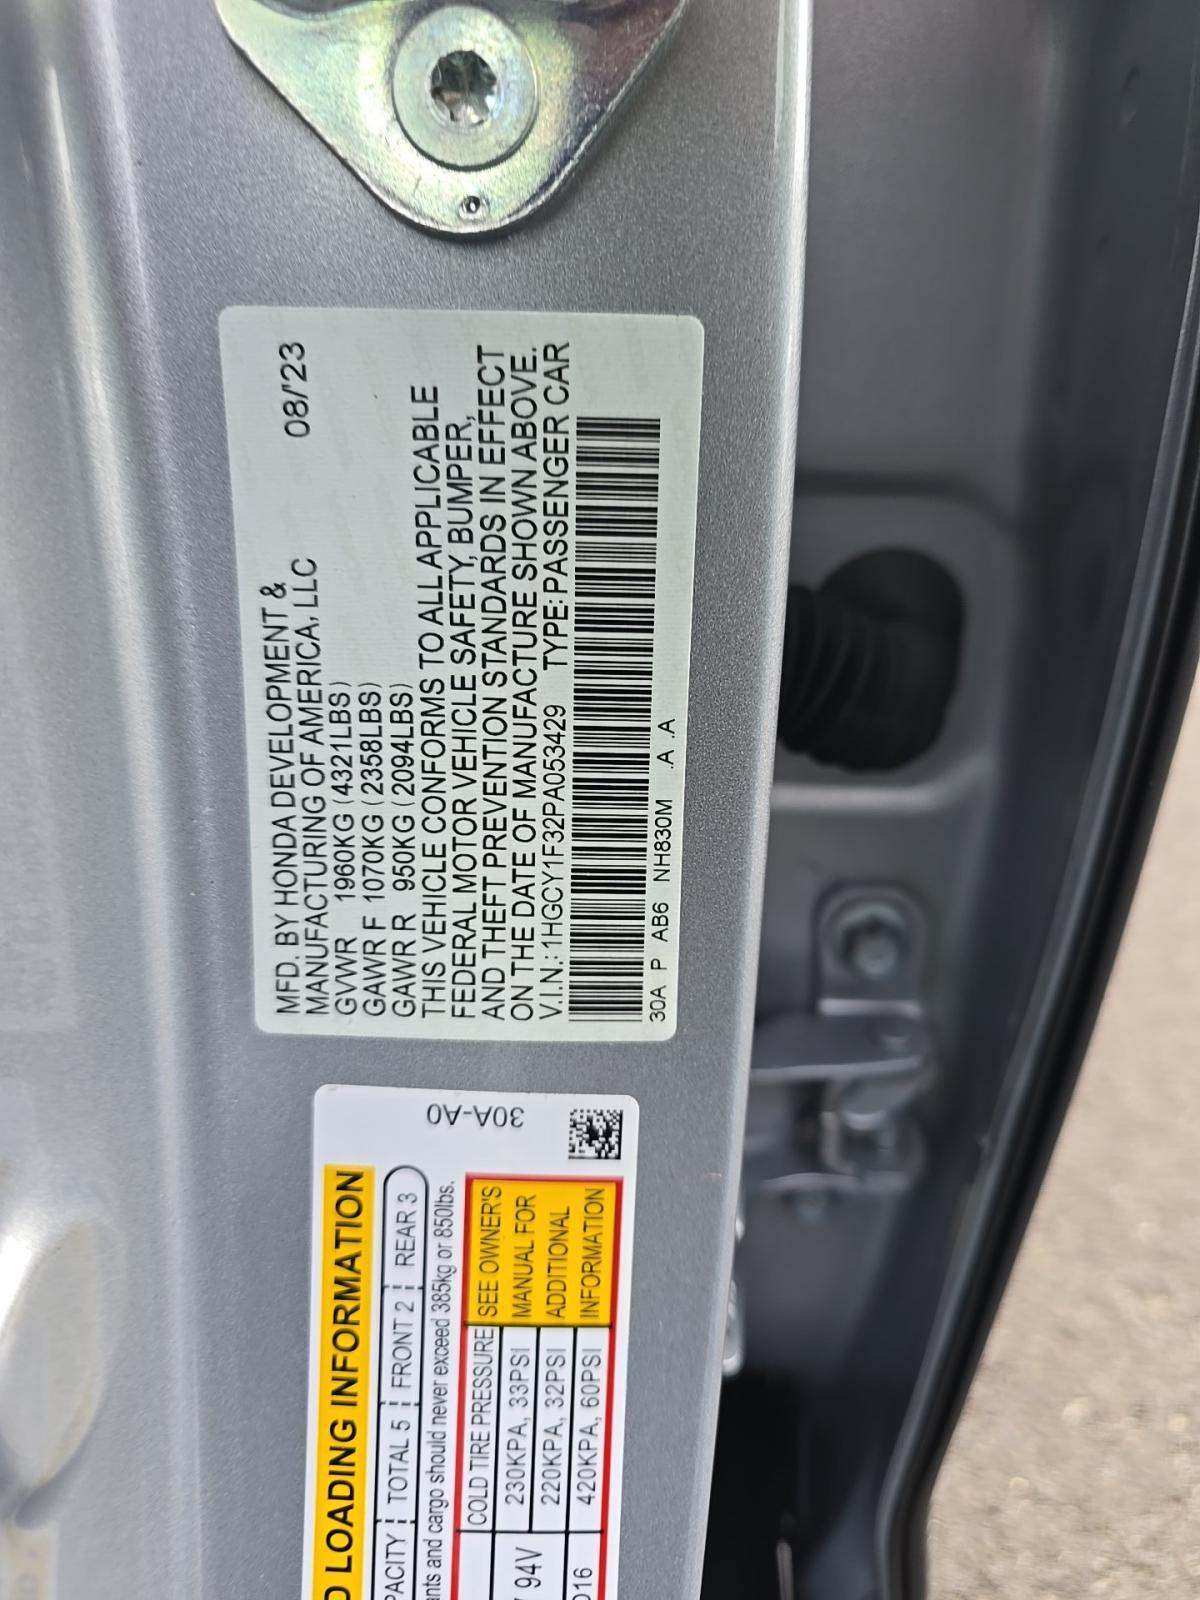 MFD. BY HONDA DEVELOPMENT & 08/'23
MANUFACTURING OF AMERICA, LLC
GVWR 1960KG (4321LBS)
GAWR F 1070KG (2358LBS)
GAWR R 950KG (2094LBS)
THIS VEHICLE CONFORMS TO ALL APPLICABLE
FEDERAL MOTOR VEHICLE SAFETY, BUMPER,
AND THEFT PREVENTION STANDARDS IN EFFECT
ON THE DATE OF MANUFACTURE SHOWN ABOVE.
V.I.N.: 1HGCY1F32PA053429 TYPE: PASSENGER CAR
30A P AB6 NH830M .A .A
30A-A0
LOADING INFORMATION
PACITY TOTAL 5 FRONT 2 REAR 3
ants and cargo should never exceed 385kg or 850lbs.
COLD TIRE PRESSURE
94V 230KPA, 33PSI
220KPA, 32PSI
D16 420KPA, 60PSI
SEE OWNER'S
MANUAL FOR
ADDITIONAL
INFORMATION